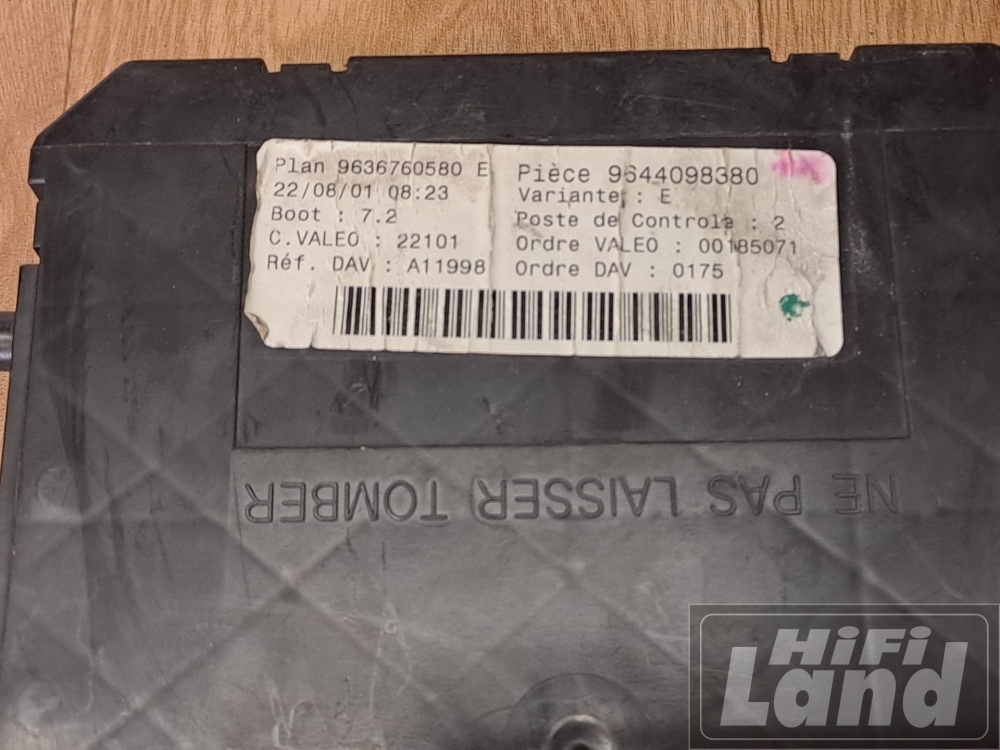 Plan 9636760580 E
22/08/01 08:23
Boot : 7.2
C.VALEO : 22101
Réf. DAV : A11998
Pièce 9644098380
Variante : E
Poste de Controle : 2
Ordre VALEO : 00185071
Ordre DAV : 0175
NE PAS LAISSER TOMBER
HiFi
Land